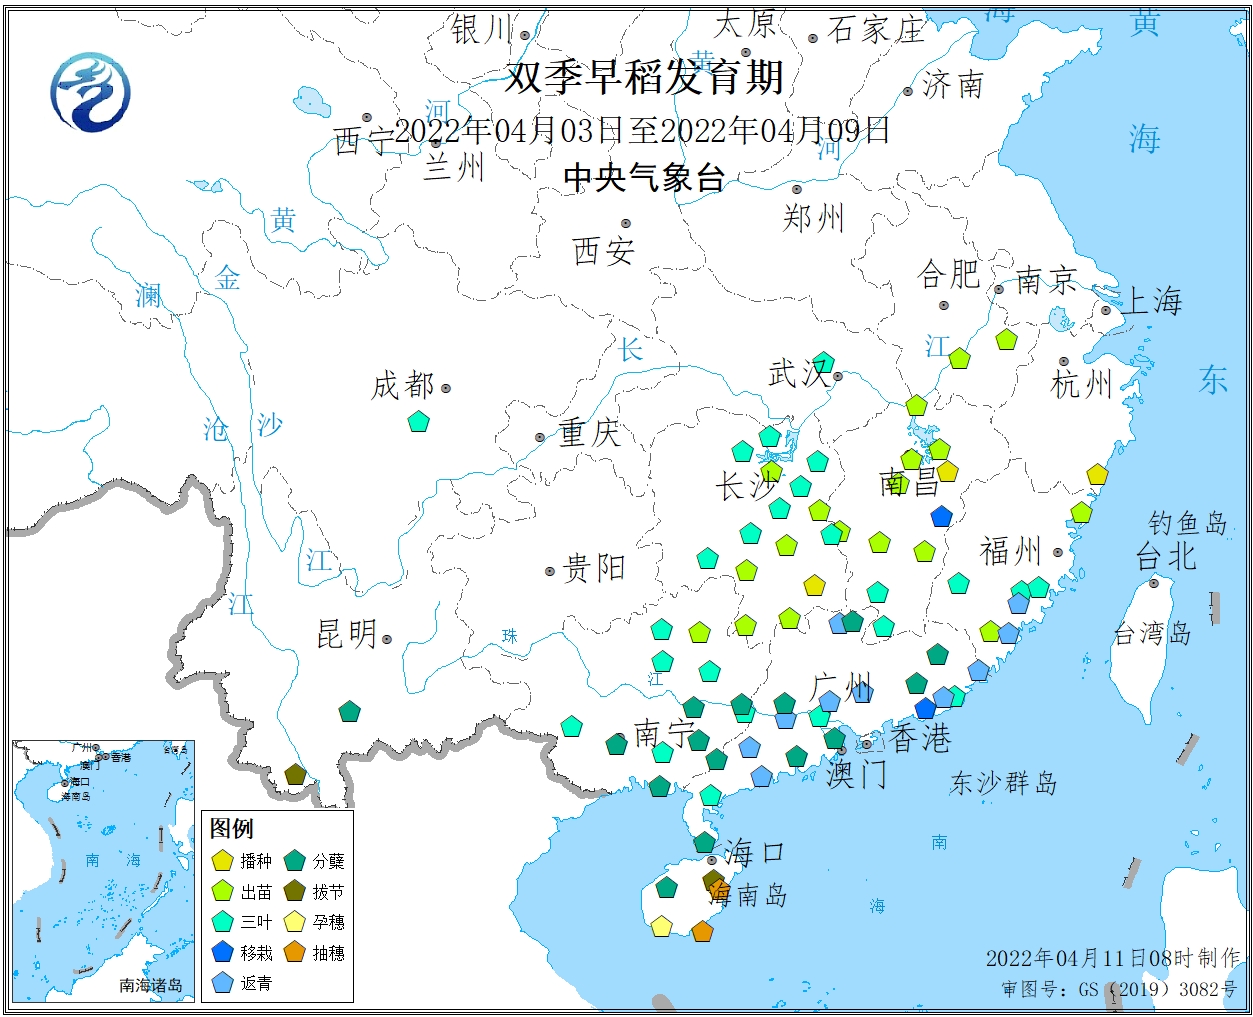 双季早稻发育期
2022年04月03日至2022年04月09日
中央气象台
银川
太原
石家庄
海
黄
黄
济南
河
西宁
兰州
河
海
黄
郑州
西安
金
澜
合肥
南京
上海
江
长
武汉
杭州
东
成都
沧
沙
重庆
长沙
南昌
钓鱼岛
台北
福州
江
贵阳
江
昆明
珠
台湾岛
江
广州
南宁
香港
澳门
东沙群岛
南
海
海口
海南岛
广州
香港
澳门
海口
海南岛
台湾岛
南 海
南海诸岛
图例
播种 分蘖
出苗 拔节
三叶 孕穗
移栽 抽穗
返青
2022年04月11日08时制作
审图号：GS（2019）3082号